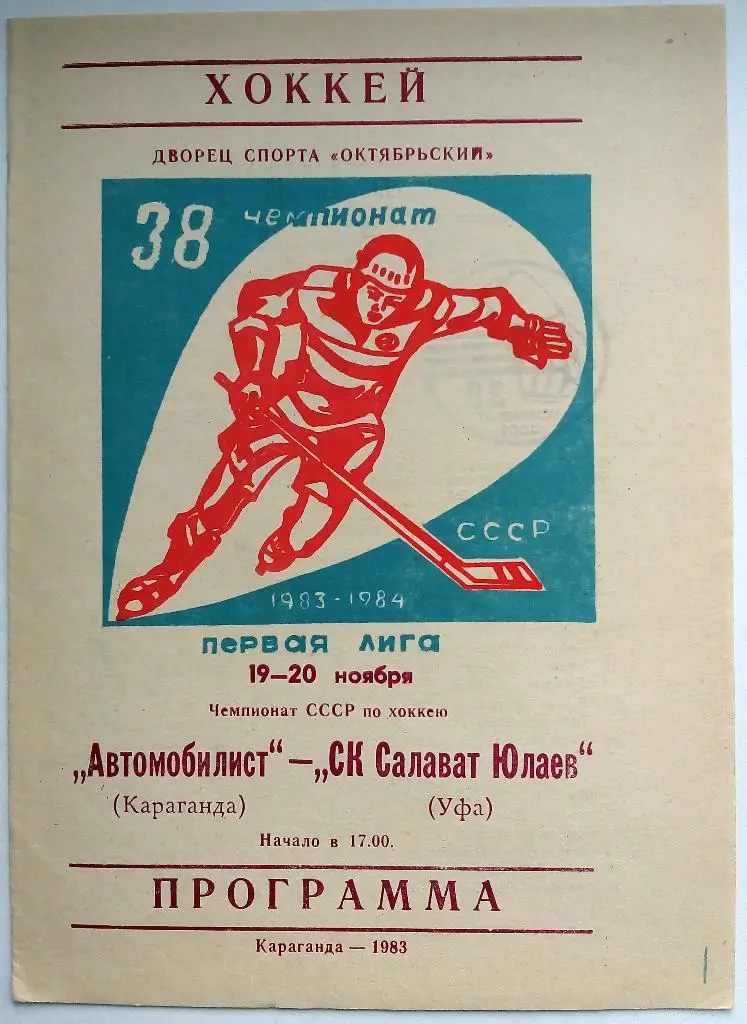 ХОККЕЙ
ДВОРЕЦ СПОРТА «ОКТЯБРЬСКИЙ»
38 чемпионат
СССР
1983-1984
первая лига
19—20 ноября
Чемпионат СССР по хоккею
„Автомобилист“ — „СК Салават Юлаев“
(Караганда) (Уфа)
Начало в 17.00.
ПРОГРАММА
Караганда — 1983